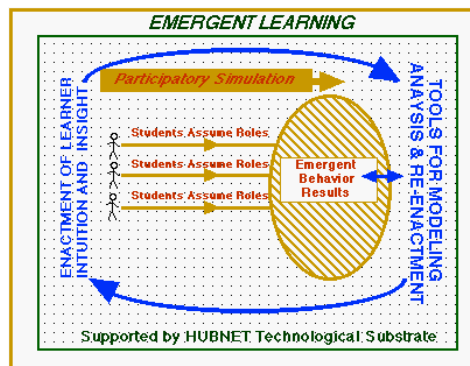 EMERGENT LEARNING
Participatory Simulation
ENACTMENT OF LEARNER
INTUITION AND INSIGHT
Students Assume Roles
Students Assume Roles
Students Assume Roles
Emergent
Behavior
Results
TOOLS FOR MODELING
ANYSIS & RE-ENACTMENT
Supported by HUBNET Technological Substrate